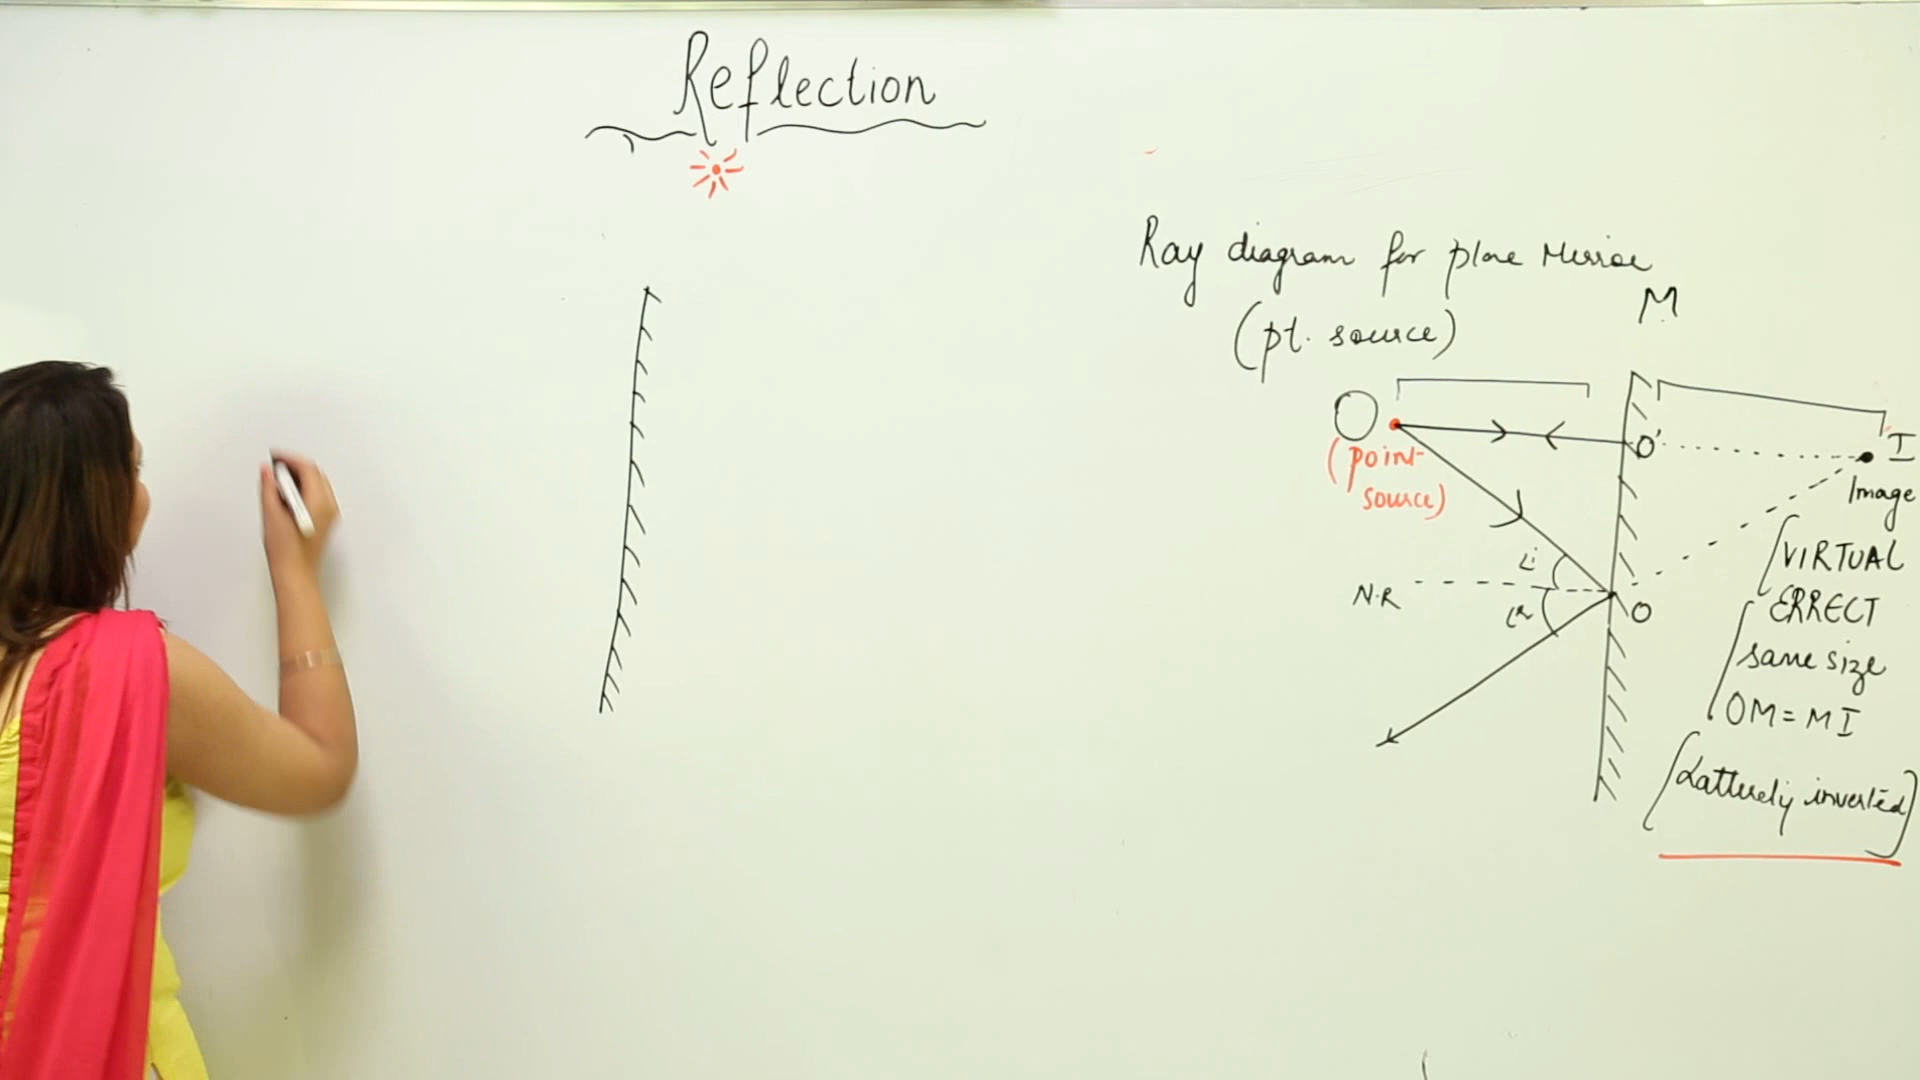 Reflection
Ray diagram for plane Mirror
(pt. source)
M
O
(point-
source)
O'
I
Image
∠i
N.R
∠r
O
VIRTUAL
ERRECT
same size
OM = MI
(Latterely inverted)